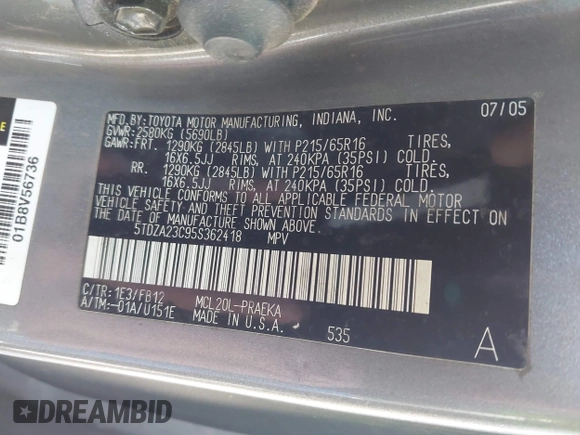 MFD.BY:TOYOTA MOTOR MANUFACTURING, INDIANA, INC. 07/05
GVWR:2580KG (5690LB)
GAWR:FRT. 1290KG (2845LB) WITH P215/65R16 TIRES,
16X6.5JJ RIMS, AT 240KPA (35PSI) COLD.
RR. 1290KG (2845LB) WITH P215/65R16 TIRES,
16X6.5JJ RIMS, AT 240KPA (35PSI) COLD.
THIS VEHICLE CONFORMS TO ALL APPLICABLE FEDERAL MOTOR
VEHICLE SAFETY AND THEFT PREVENTION STANDARDS IN EFFECT ON
THE DATE OF MANUFACTURE SHOWN ABOVE.
5TDZA23C95S362418 MPV
C/TR:1E3/FB12 MCL20L-PRAEKA
A/TM:-01A/U151E MADE IN U.S.A. 535 A
01B8V56736
E
DREAMBID